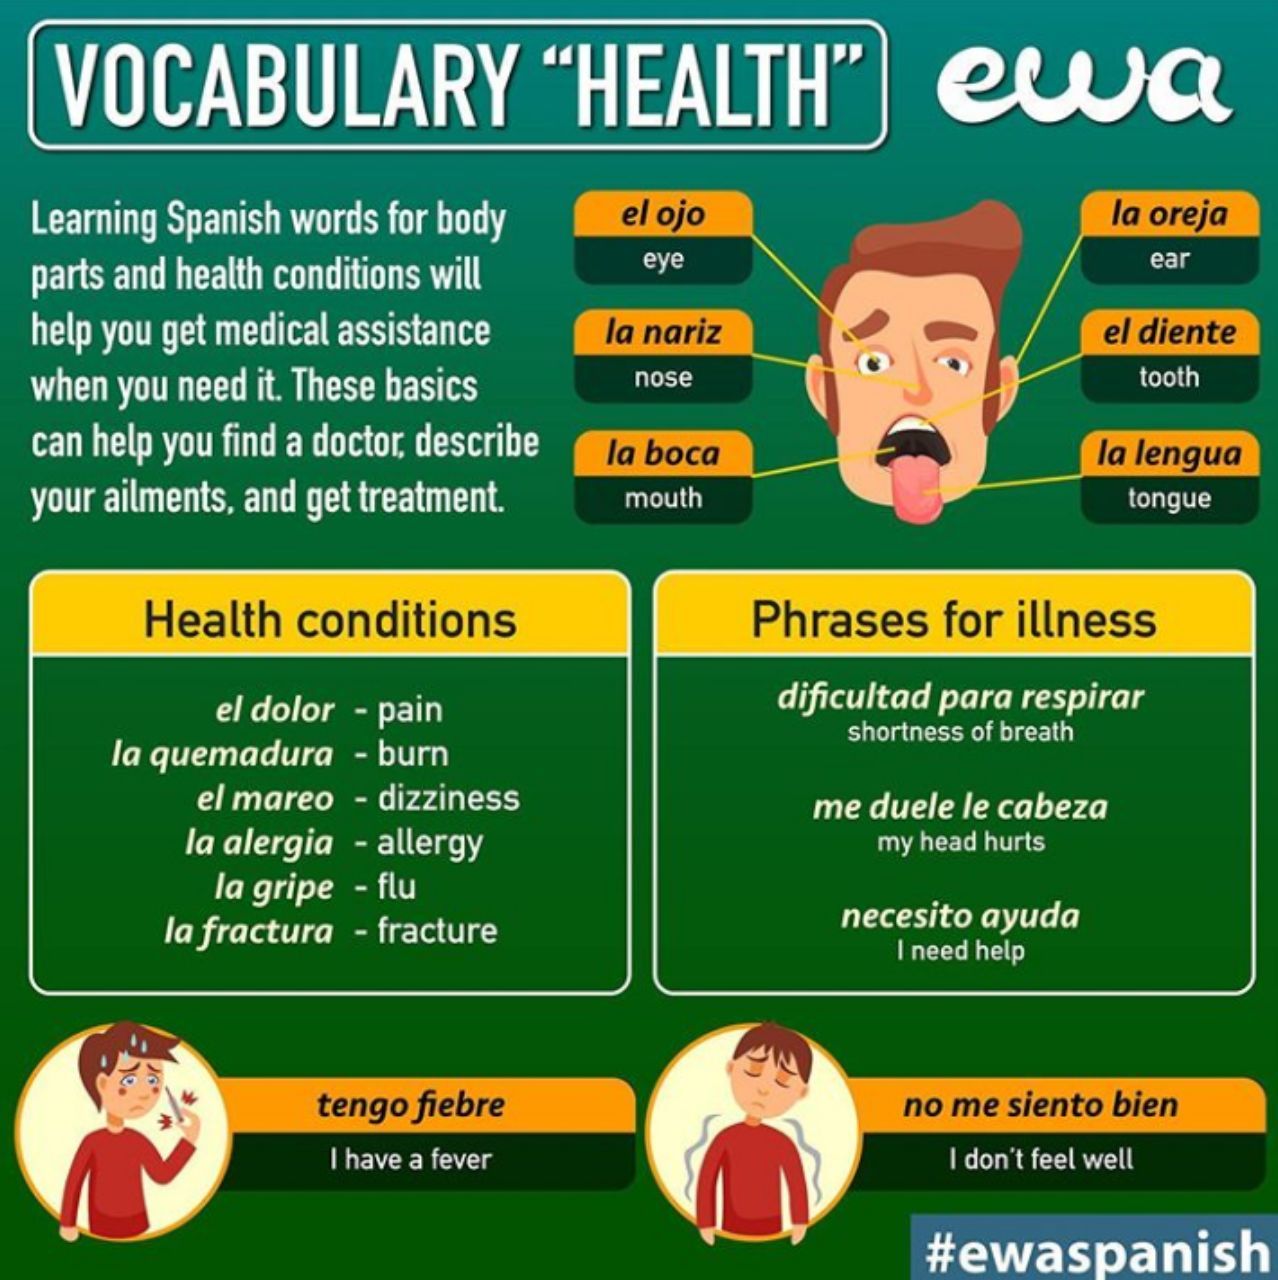 VOCABULARY “HEALTH”
ewa
Learning Spanish words for body
parts and health conditions will
help you get medical assistance
when you need it. These basics
can help you find a doctor, describe
your ailments, and get treatment.
el ojo
eye
la nariz
nose
la boca
mouth
la oreja
ear
el diente
tooth
la lengua
tongue
Health conditions
el dolor - pain
la quemadura - burn
el mareo - dizziness
la alergia - allergy
la gripe - flu
la fractura - fracture
Phrases for illness
dificultad para respirar
shortness of breath
me duele le cabeza
my head hurts
necesito ayuda
I need help
tengo fiebre
I have a fever
no me siento bien
I don't feel well
#ewaspanish